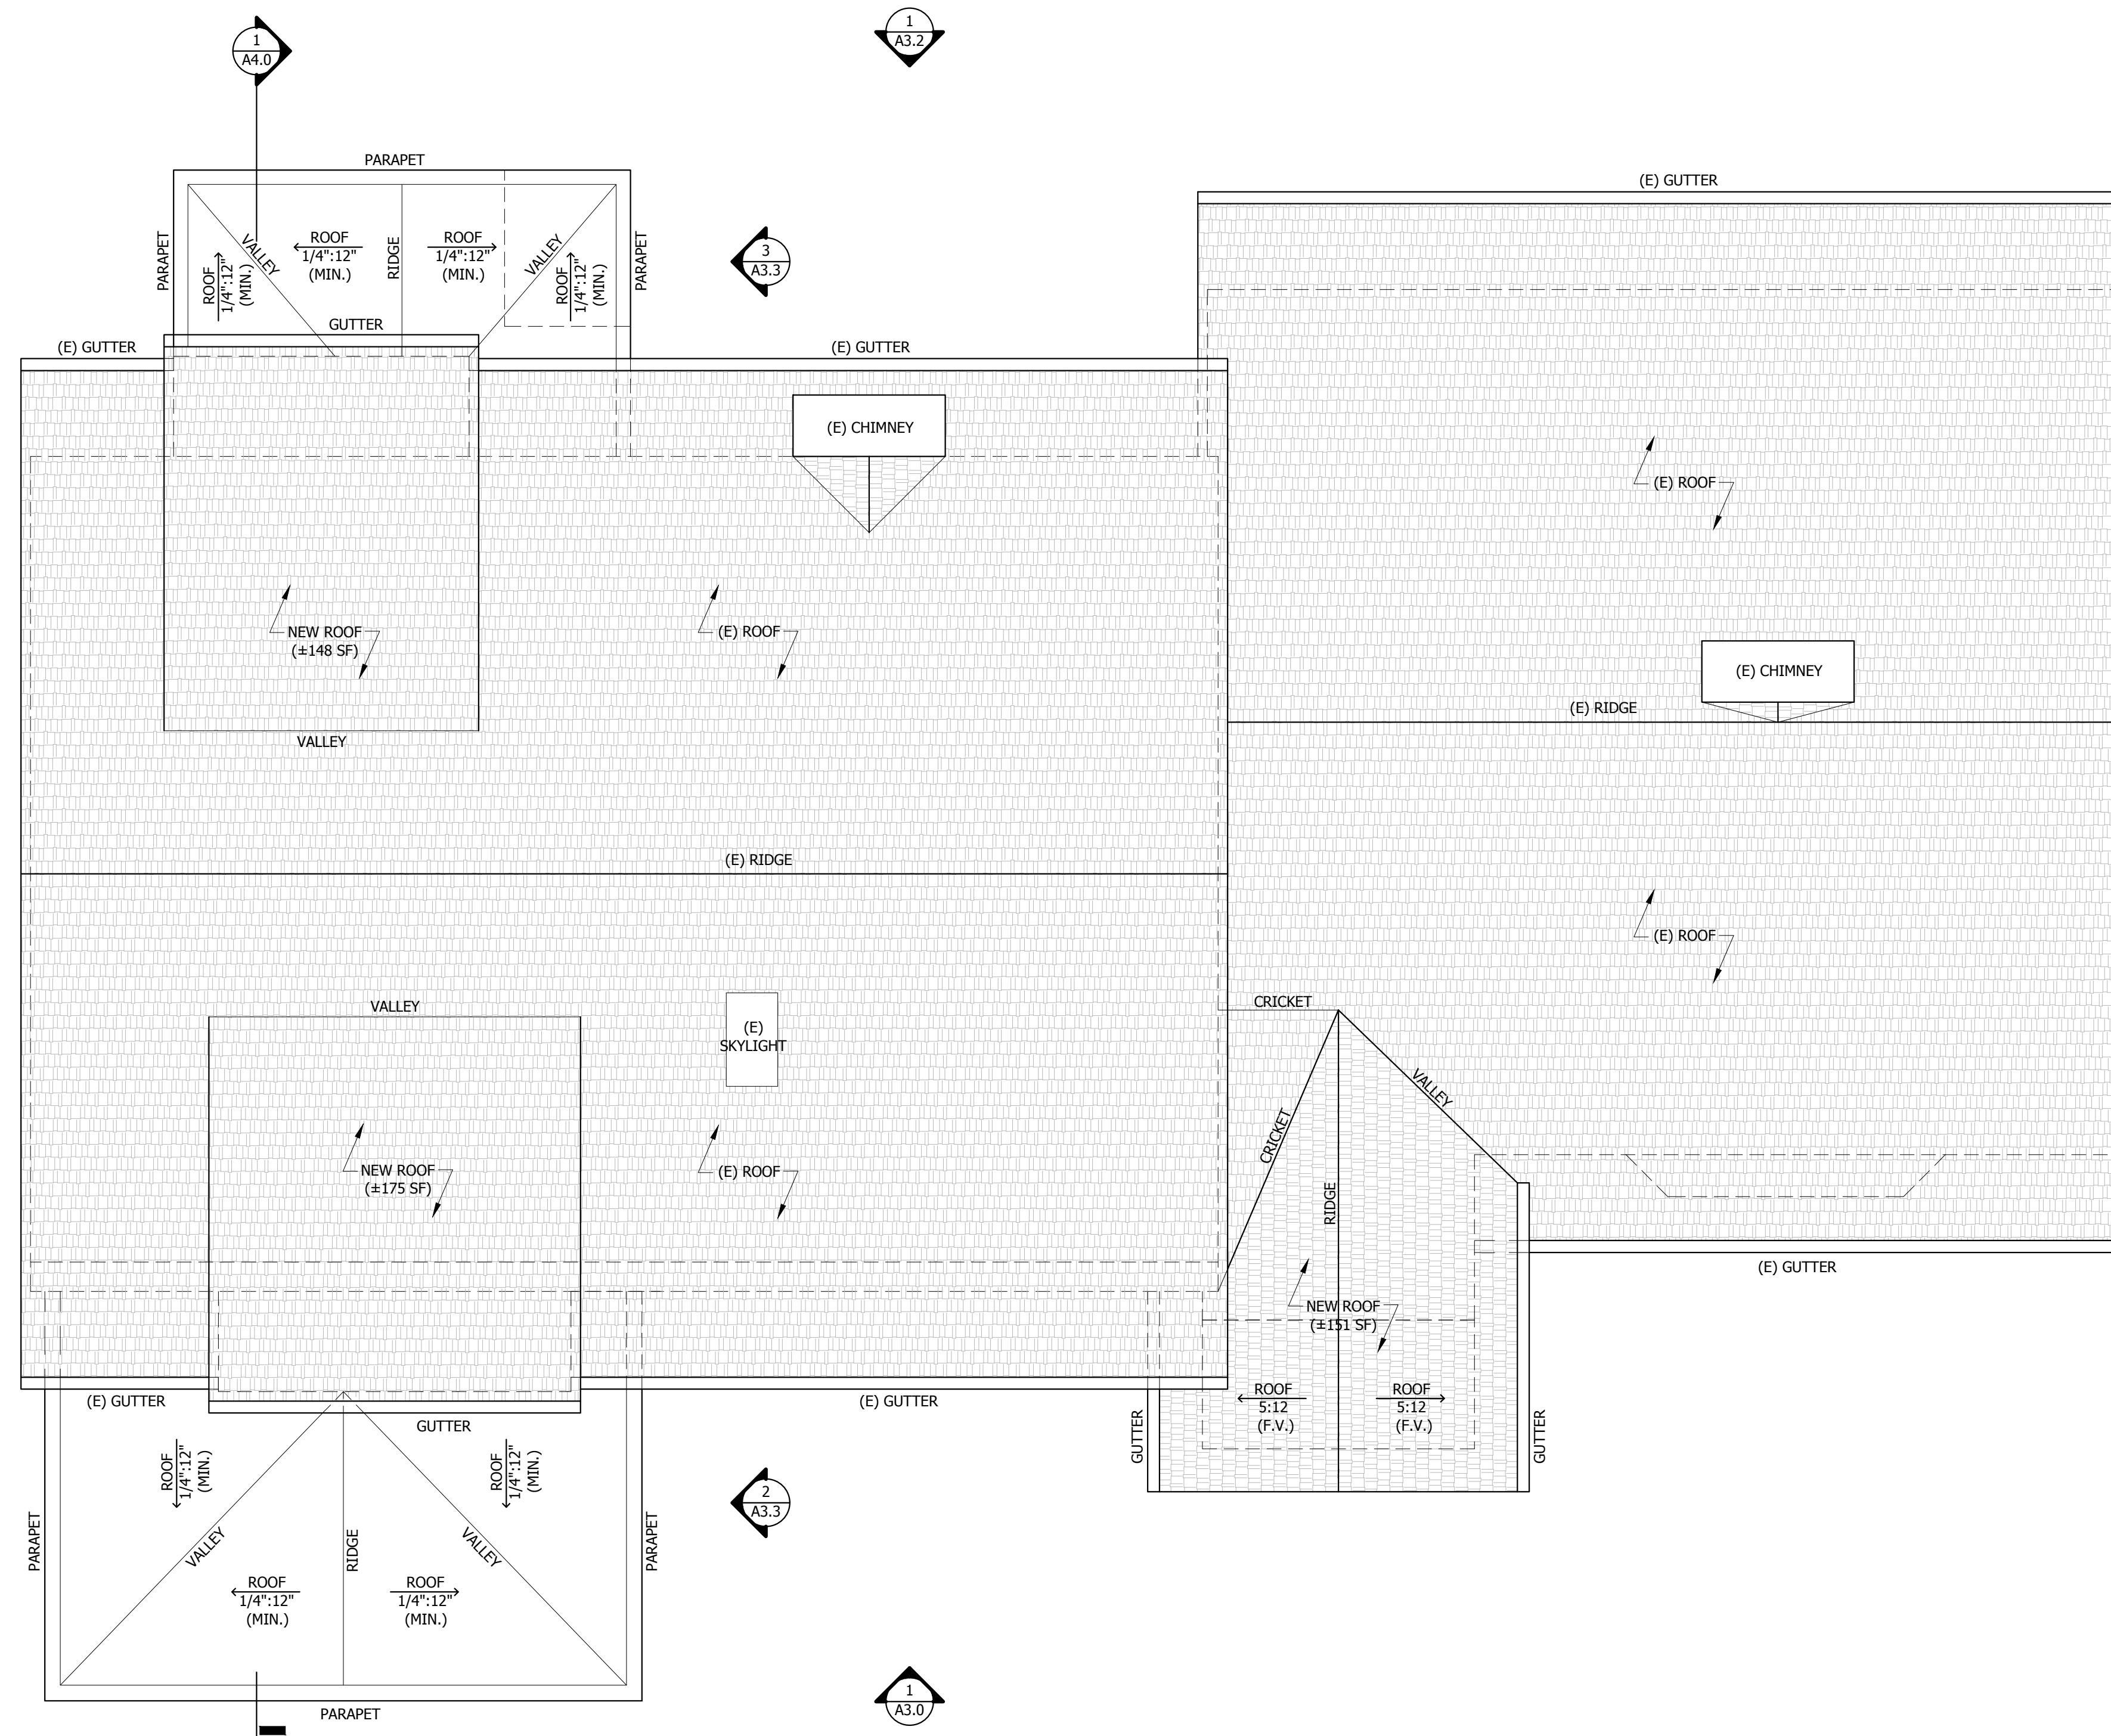 1
A4.0
1
A3.2
PARAPET
(E) GUTTER
PARAPET
VALLEY
ROOF
1/4":12"
(MIN.)
RIDGE
ROOF
1/4":12"
(MIN.)
VALLEY
PARAPET
ROOF
1/4":12"
(MIN.)
ROOF
1/4":12"
(MIN.)
3
A3.3
GUTTER
(E) GUTTER
(E) GUTTER
(E) CHIMNEY
(E) ROOF
NEW ROOF
(±148 SF)
(E) ROOF
(E) CHIMNEY
(E) RIDGE
VALLEY
(E) RIDGE
(E) ROOF
VALLEY
CRICKET
(E)
SKYLIGHT
VALLEY
CRICKET
NEW ROOF
(±175 SF)
(E) ROOF
RIDGE
(E) GUTTER
NEW ROOF
(±151 SF)
(E) GUTTER
GUTTER
(E) GUTTER
ROOF
5:12
(F.V.)
ROOF
5:12
(F.V.)
GUTTER
GUTTER
ROOF
1/4":12"
(MIN.)
ROOF
1/4":12"
(MIN.)
2
A3.3
PARAPET
VALLEY
RIDGE
VALLEY
PARAPET
ROOF
1/4":12"
(MIN.)
ROOF
1/4":12"
(MIN.)
1
A3.0
PARAPET